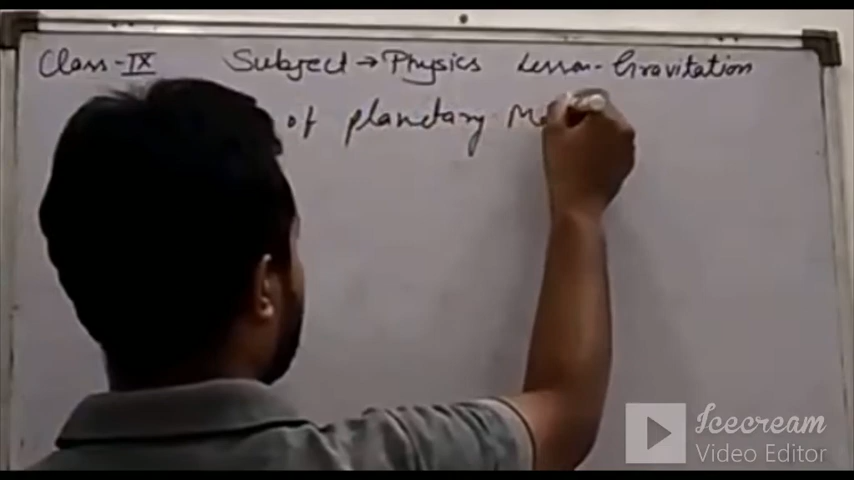 Class-IX Subject→Physics Lesson-Gravitation
of planetary
Icecream
Video Editor